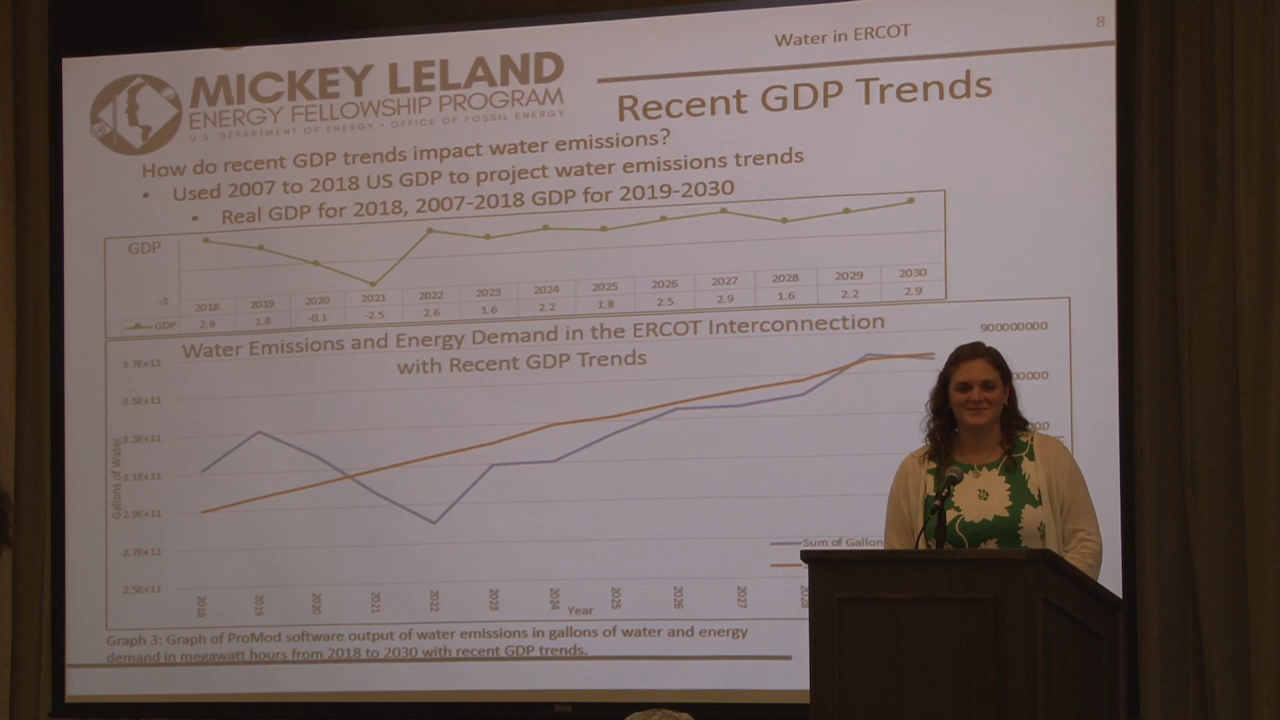 Water in ERCOT
8
MICKEY LELAND
ENERGY FELLOWSHIP PROGRAM
U.S. DEPARTMENT OF ENERGY • OFFICE OF FOSSIL ENERGY
Recent GDP Trends
How do recent GDP trends impact water emissions?
• Used 2007 to 2018 US GDP to project water emissions trends
• Real GDP for 2018, 2007-2018 GDP for 2019-2030
GDP
-3
2018 2019 2020 2021 2022 2023 2024 2025 2026 2027 2028 2029 2030
GDP 2.9 1.8 -0.1 -2.5 2.6 1.6 2.2 1.8 2.5 2.9 1.6 2.2 2.9
Water Emissions and Energy Demand in the ERCOT Interconnection
with Recent GDP Trends
900000000
1.7E+11
1.5E+11
1.3E+11
1.1E+11
2.9E+11
2.7E+11
2.5E+11
Gallons of Water
Sum of Gallon
2018 2019 2020 2021 2022 2023 2024 2025 2026 2027 2028
Year
Graph 3: Graph of ProMod software output of water emissions in gallons of water and energy
demand in megawatt hours from 2018 to 2030 with recent GDP trends.